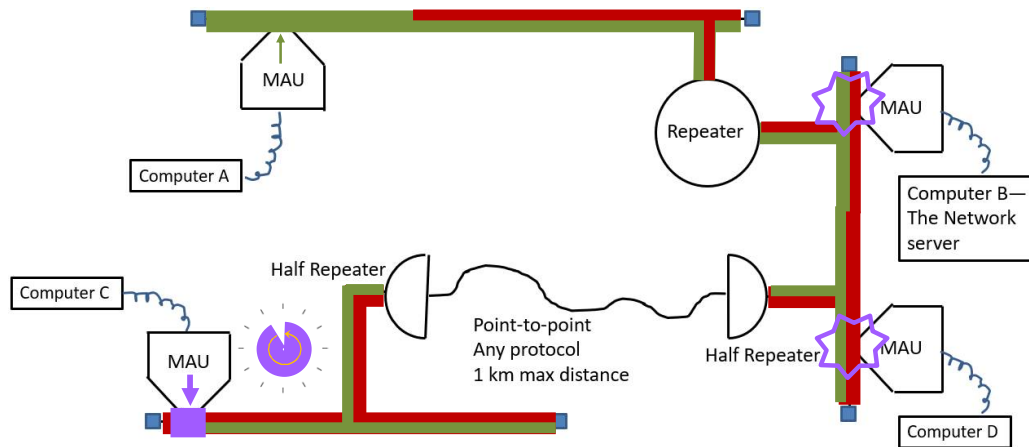 MAU
Computer A
Repeater
MAU
Computer B—
The Network
server
Half Repeater
Computer C
MAU
Point-to-point
Any protocol
1 km max distance
Half Repeater
MAU
Computer D